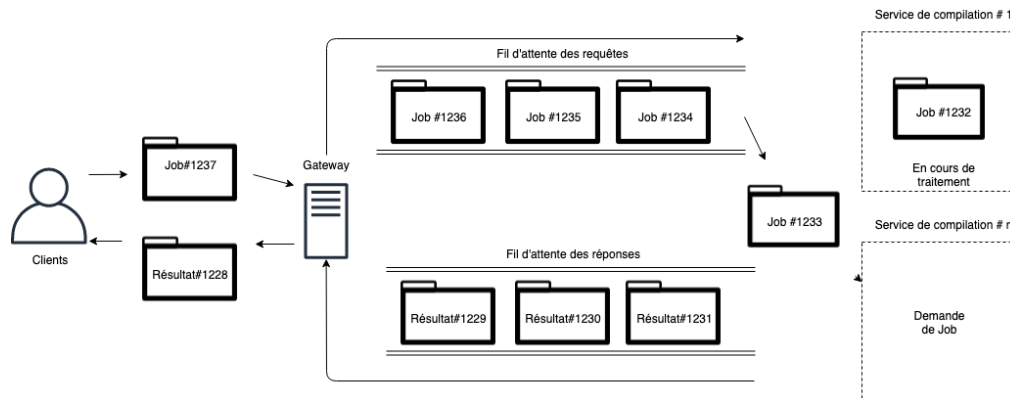 Service de compilation # 1
Fil d'attente des requêtes
Job #1236
Job #1235
Job #1234
Job #1232
Job#1237
Gateway
En cours de
traitement
Job #1233
Service de compilation # n
Clients
Résultat#1228
Fil d'attente des réponses
Résultat#1229
Résultat#1230
Résultat#1231
Demande
de Job